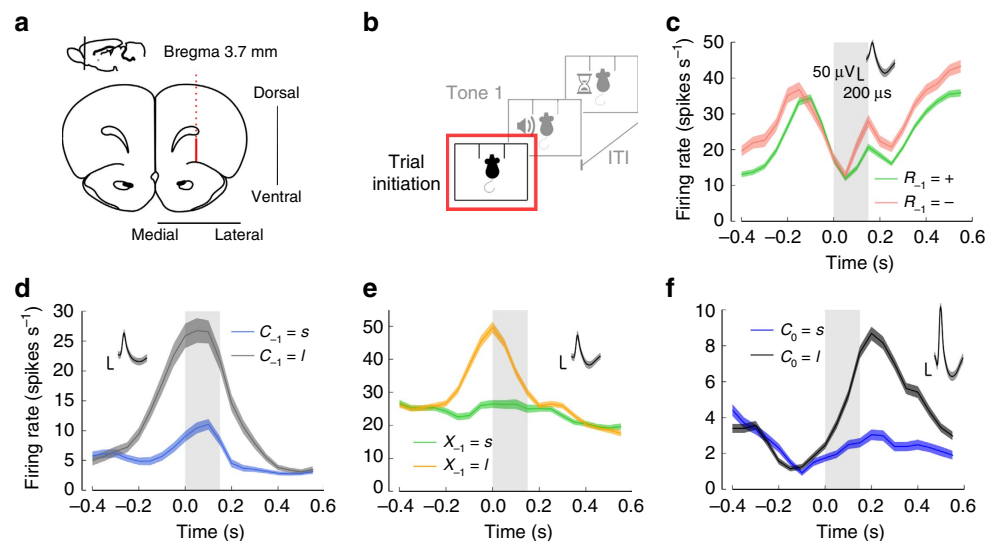 a
Bregma 3.7 mm
Dorsal
Ventral
Medial
Lateral
b
Tone 1
Trial
initiation
ITI
c
Firing rate (spikes s⁻¹)
50
40
30
20
10
0
50 µV
200 µs
R₋₁ = +
R₋₁ = −
−0.4 −0.2 0.0 0.2 0.4 0.6
Time (s)
d
Firing rate (spikes s⁻¹)
30
25
20
15
10
5
0
C₋₁ = s
C₋₁ = l
−0.4 −0.2 0.0 0.2 0.4 0.6
Time (s)
e
50
40
30
20
10
0
X₋₁ = s
X₋₁ = l
−0.4 −0.2 0.0 0.2 0.4 0.6
Time (s)
f
10
8
6
4
2
0
C₀ = s
C₀ = l
−0.4 −0.2 0.0 0.2 0.4 0.6
Time (s)